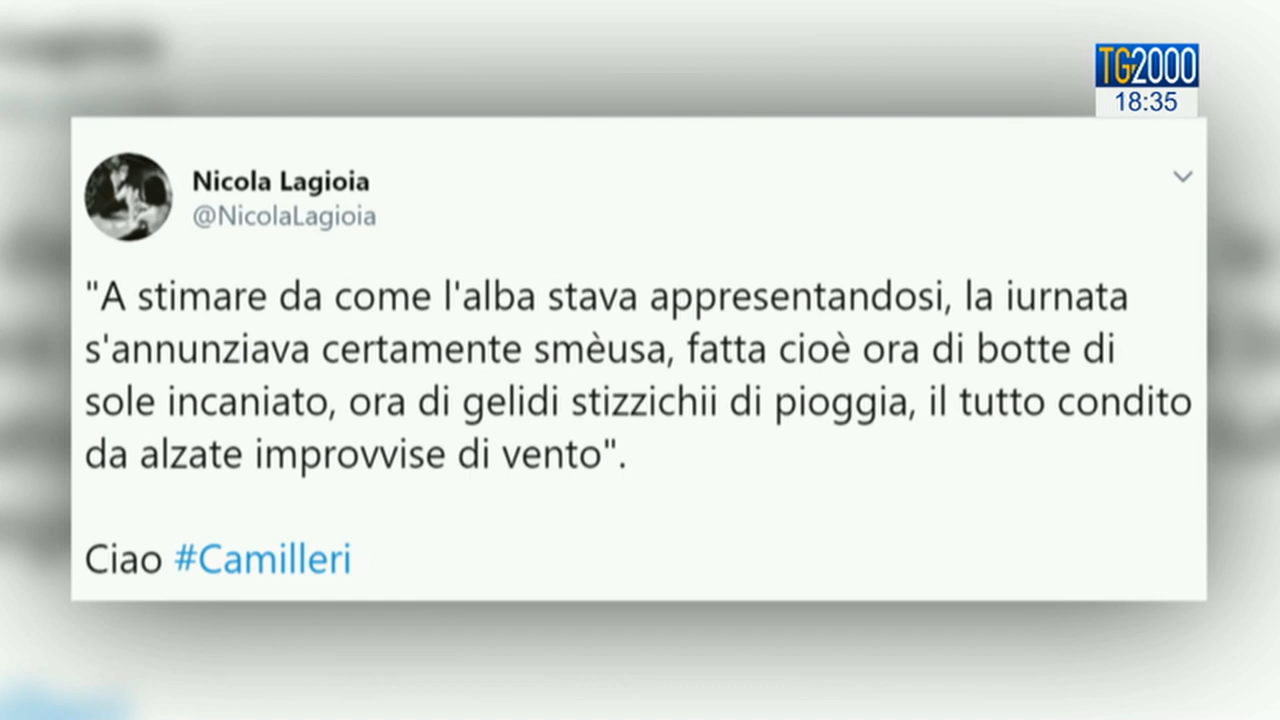 TG2000
18:35
Nicola Lagioia
@NicolaLagioia
"A stimare da come l'alba stava appresentandosi, la iurnata
s'annunziava certamente smèusa, fatta cioè ora di botte di
sole incaniato, ora di gelidi stizzichii di pioggia, il tutto condito
da alzate improvvise di vento".
Ciao #Camilleri